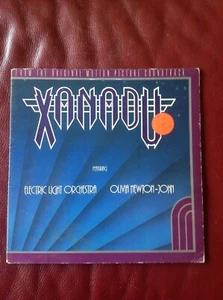 FROM THE ORIGINAL MOTION PICTURE SOUNDTRACK
XANADU
FEATURING
ELECTRIC LIGHT ORCHESTRA OLIVIA NEWTON-JOHN